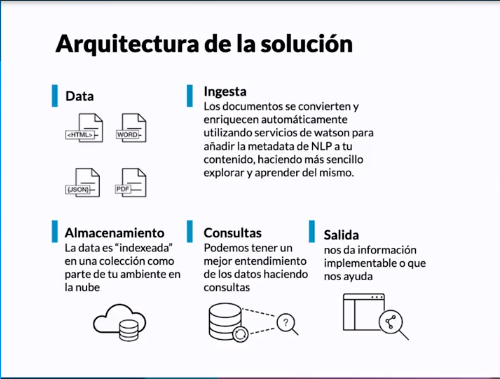 Arquitectura de la solución
Data
<HTML>
WORD
{JSON}
PDF
Ingesta
Los documentos se convierten y
enriquecen automáticamente
utilizando servicios de watson para
añadir la metadata de NLP a tu
contenido, haciendo más sencillo
explorar y aprender del mismo.
Almacenamiento
La data es “indexeada”
en una colección como
parte de tu ambiente en
la nube
Consultas
Podemos tener un
mejor entendimiento
de los datos haciendo
consultas
?
Salida
nos da información
implementable o que
nos ayuda